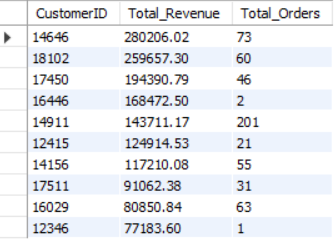 CustomerID Total_Revenue Total_Orders
14646 280206.02 73
18102 259657.30 60
17450 194390.79 46
16446 168472.50 2
14911 143711.17 201
12415 124914.53 21
14156 117210.08 55
17511 91062.38 31
16029 80850.84 63
12346 77183.60 1